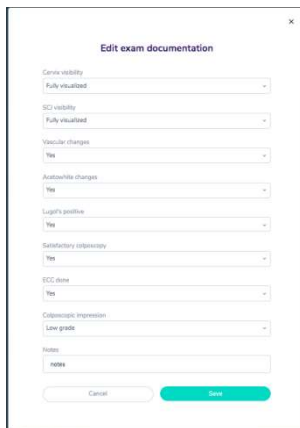 ×
Edit exam documentation
Cervix visibility
Fully visualized
SCJ visibility
Fully visualized
Vascular changes
Yes
Acetowhite changes
Yes
Lugol's positive
Yes
Satisfactory colposcopy
Yes
ECC done
Yes
Colposcopic impression
Low grade
Notes
notes
Cancel Save